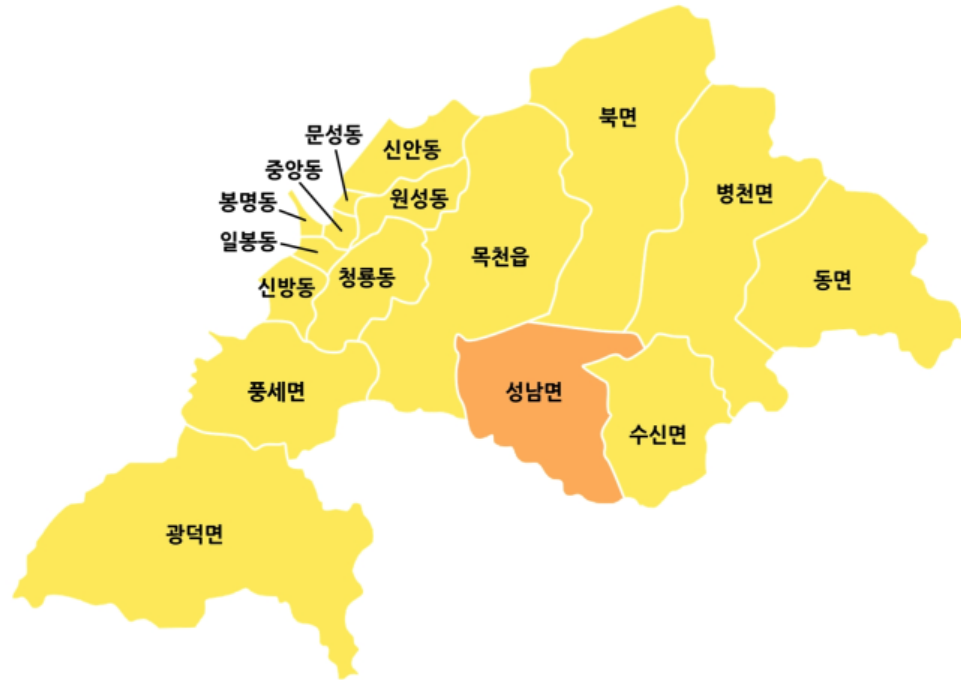 북면
문성동
신안동
중앙동
봉명동
원성동
병천면
일봉동
목천읍
신방동
청룡동
동면
풍세면
성남면
수신면
광덕면